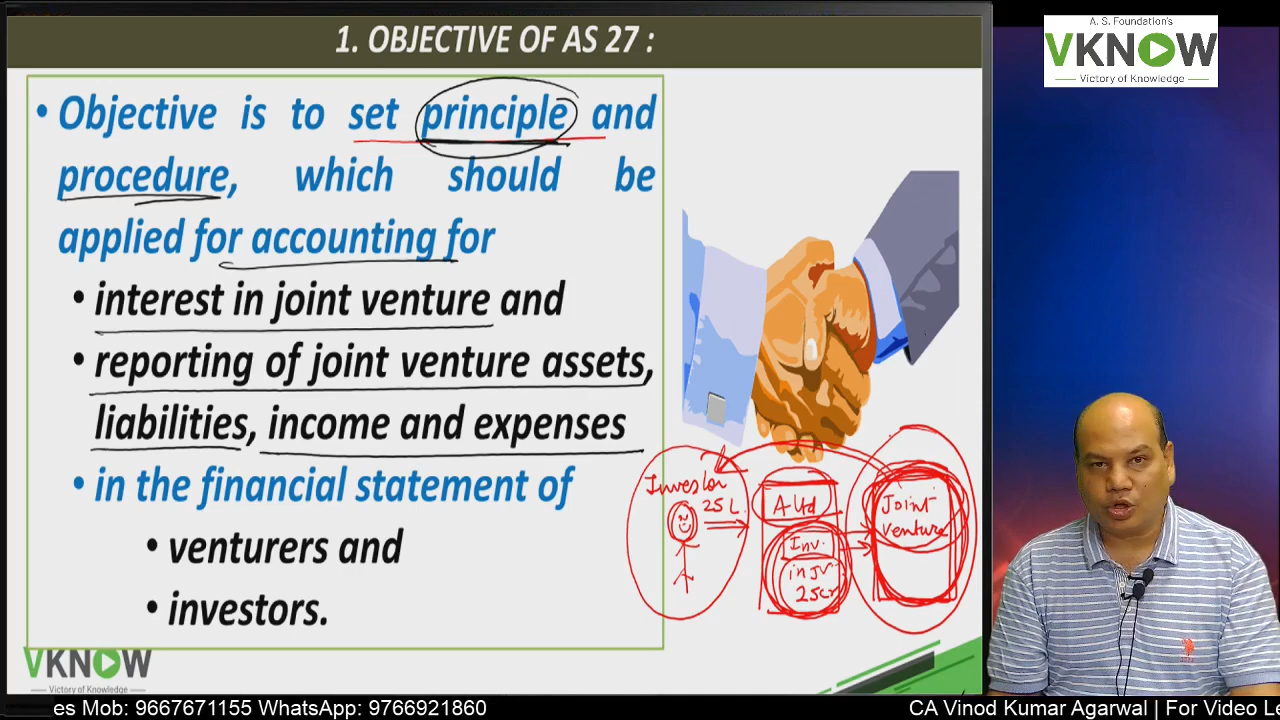 1. OBJECTIVE OF AS 27 :
A. S. Foundation's
VKNOW
Victory of Knowledge
• Objective is to set principle and
procedure, which should be
applied for accounting for
• interest in joint venture and
• reporting of joint venture assets,
liabilities, income and expenses
• in the financial statement of
• venturers and
• investors.
Investor
25 L
A Ltd
Inv.
in JV
25cr
Joint
venture
VKNOW
Victory of Knowledge
es Mob: 9667671155 WhatsApp: 9766921860
CA Vinod Kumar Agarwal | For Video Le